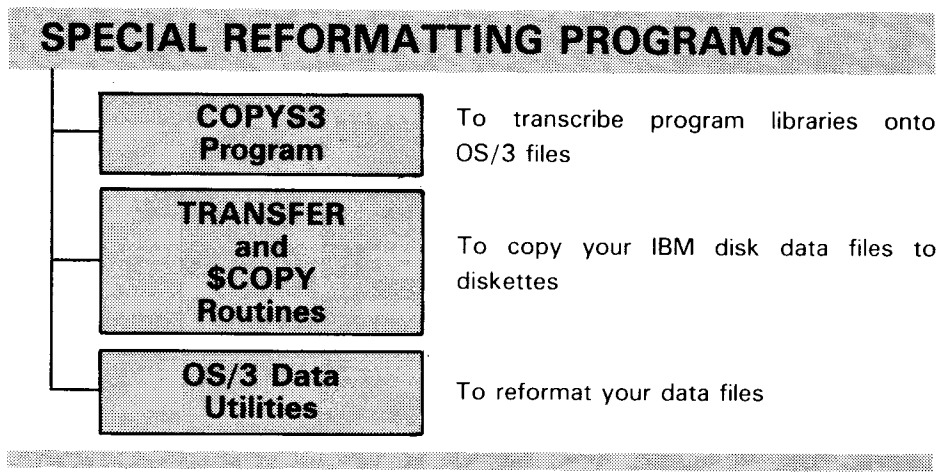 SPECIAL REFORMATTING PROGRAMS
COPYS3
Program
To transcribe program libraries onto
OS/3 files
TRANSFER
and
$COPY
Routines
To copy your IBM disk data files to
diskettes
OS/3 Data
Utilities
To reformat your data files